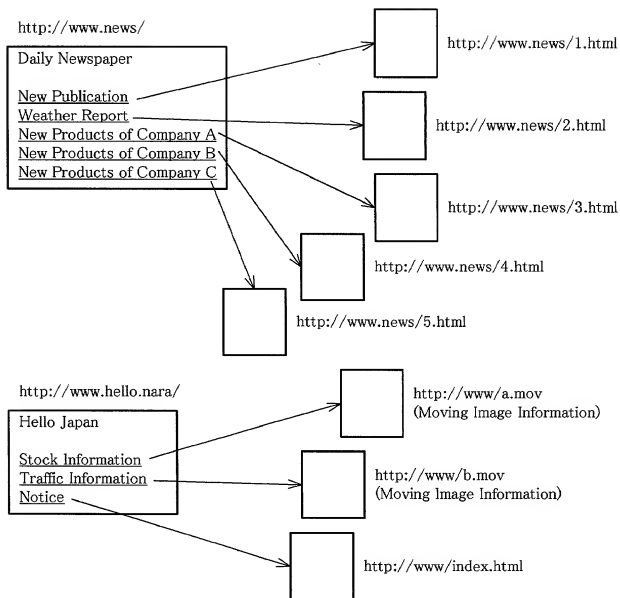 http://www.news/
Daily Newspaper
New Publication
Weather Report
New Products of Company A
New Products of Company B
New Products of Company C
http://www.news/1.html
http://www.news/2.html
http://www.news/3.html
http://www.news/4.html
http://www.news/5.html
http://www.hello.nara/
Hello Japan
Stock Information
Traffic Information
Notice
http://www/a.mov
(Moving Image Information)
http://www/b.mov
(Moving Image Information)
http://www/index.html